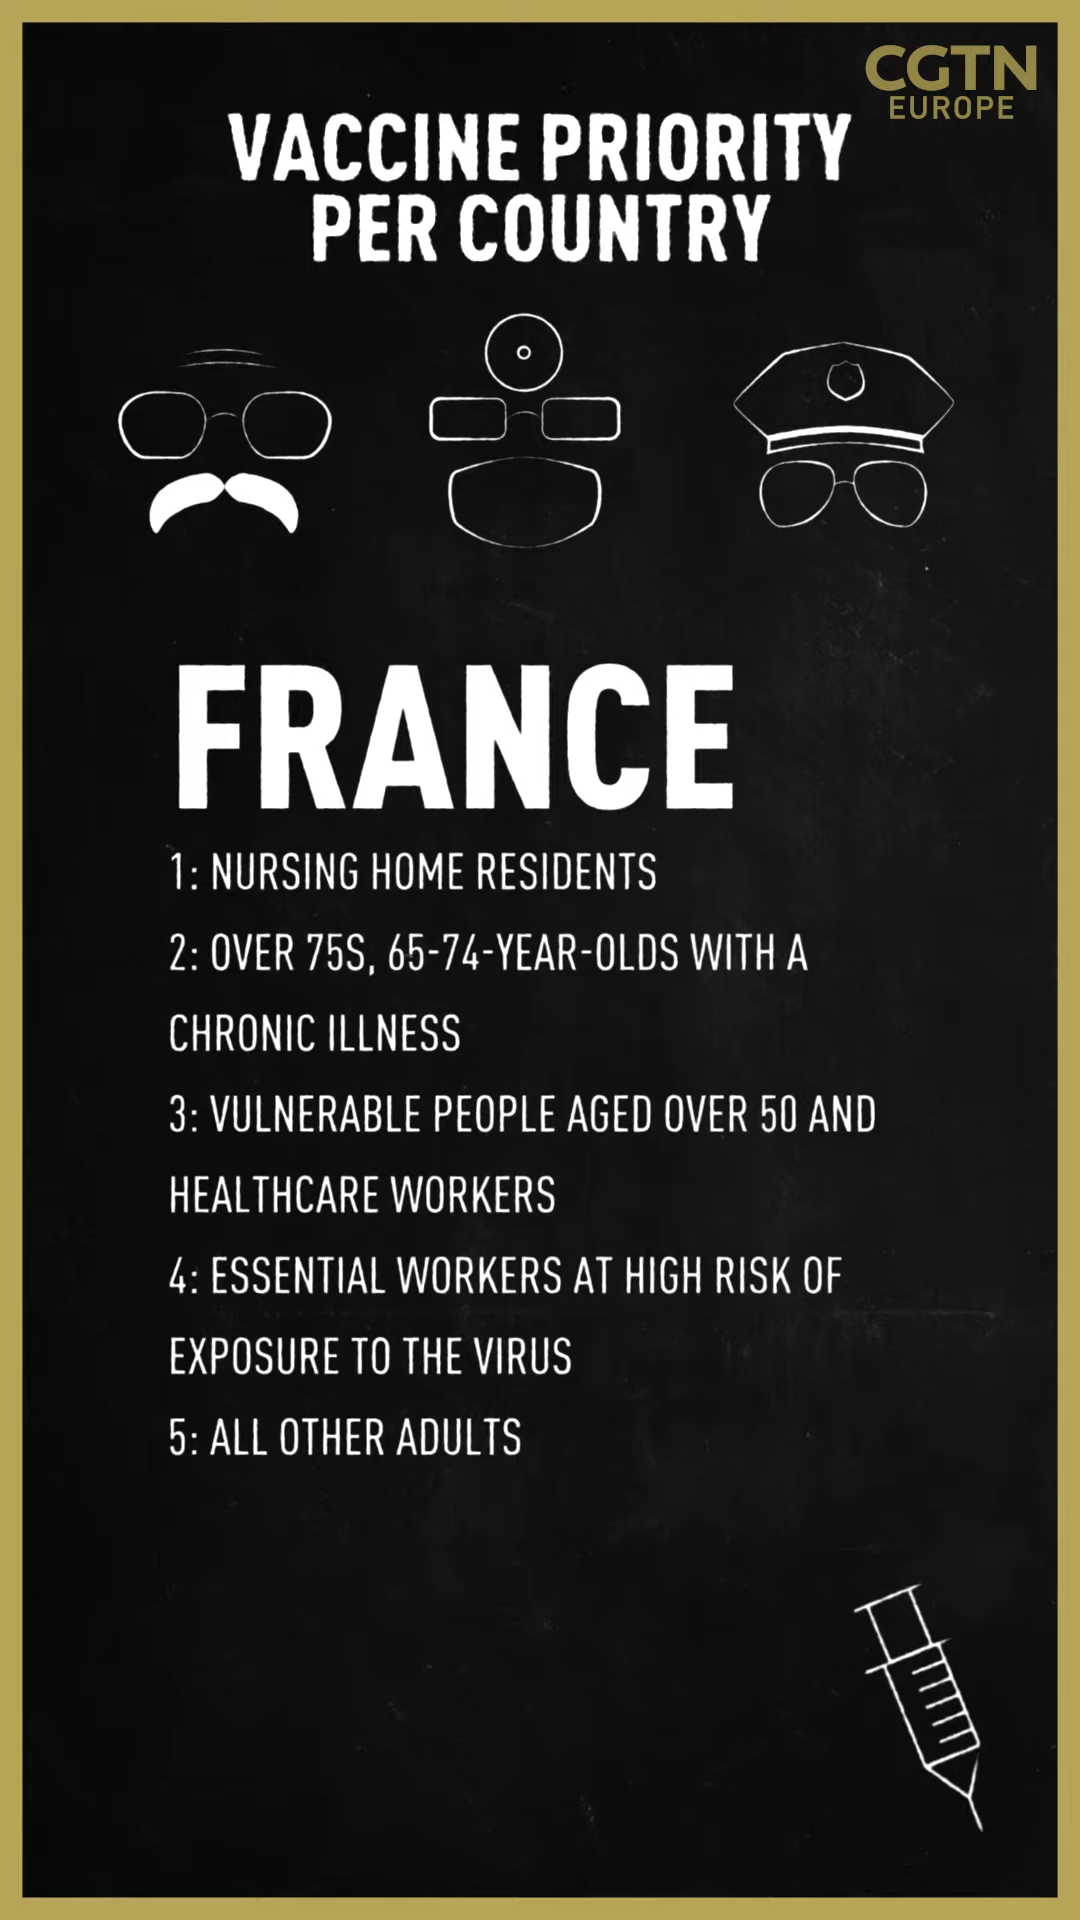 CGTN
EUROPE
VACCINE PRIORITY
PER COUNTRY
FRANCE
1: NURSING HOME RESIDENTS
2: OVER 75S, 65-74-YEAR-OLDS WITH A
CHRONIC ILLNESS
3: VULNERABLE PEOPLE AGED OVER 50 AND
HEALTHCARE WORKERS
4: ESSENTIAL WORKERS AT HIGH RISK OF
EXPOSURE TO THE VIRUS
5: ALL OTHER ADULTS